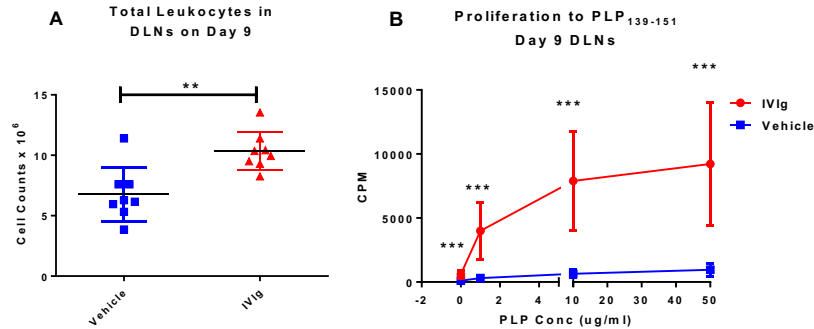 A
Total Leukocytes in
DLNs on Day 9
**
15
10
5
0
Cell Counts x 10^6
Vehicle
IVIg
B
Proliferation to PLP139-151
Day 9 DLNs
***
***
***
***
15000
10000
5000
0
CPM
-2
0
2
4
10
20
30
40
50
PLP Conc (ug/ml)
IVIg
Vehicle